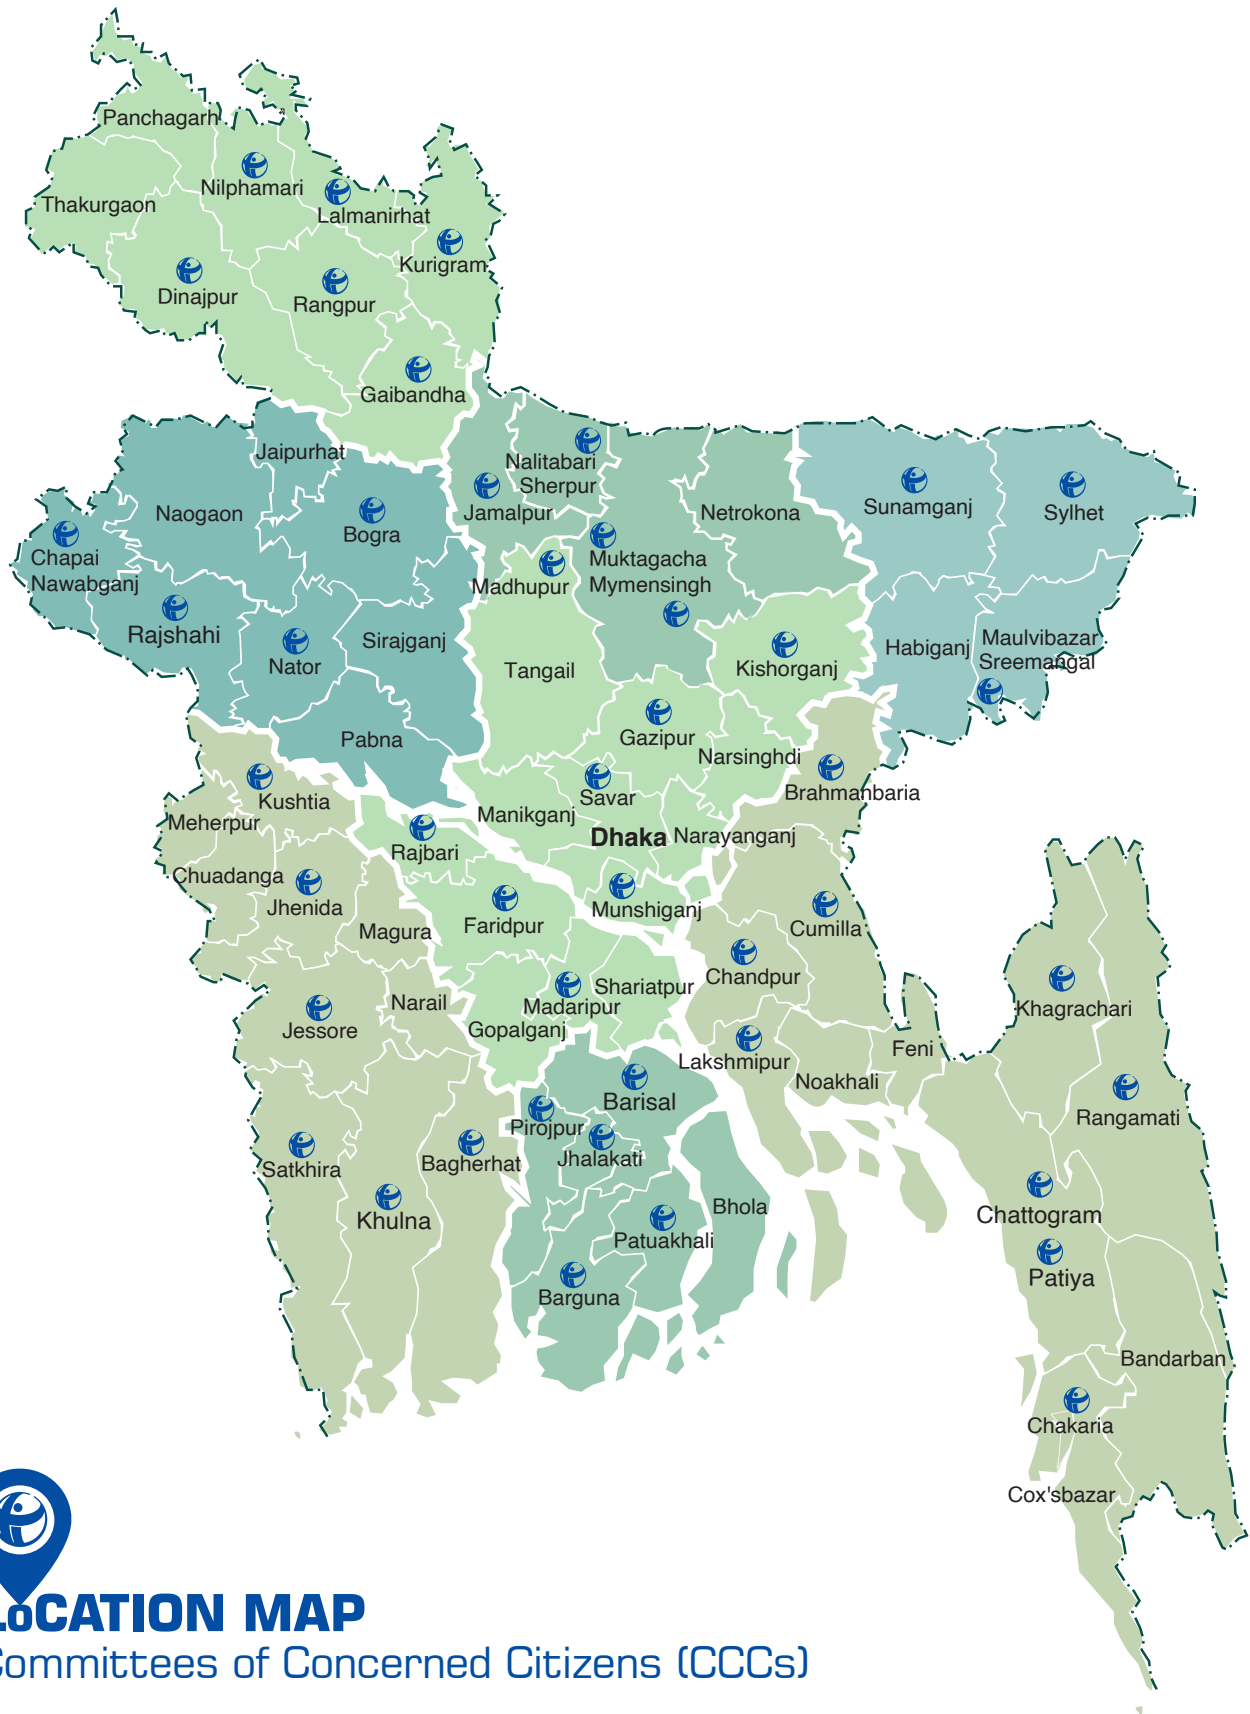 Panchagarh
Nilphamari
Thakurgaon
Lalmanirhat
Kurigram
Dinajpur
Rangpur
Gaibandha
Jaipurhat
Nalitabari
Sherpur
Naogaon
Bogra
Jamalpur
Netrokona
Sunamganj
Sylhet
Chapai
Nawabganj
Madhupur
Muktagacha
Mymensingh
Rajshahi
Nator
Sirajganj
Tangail
Kishorganj
Habiganj
Maulvibazar
Sreemangal
Pabna
Gazipur
Narsinghdi
Kushtia
Savar
Brahmanbaria
Meherpur
Manikganj
Dhaka
Narayanganj
Rajbari
Chuadanga
Jhenida
Munshiganj
Magura
Faridpur
Cumilla
Chandpur
Shariatpur
Madaripur
Narail
Jessore
Gopalganj
Khagrachari
Lakshmipur
Feni
Noakhali
Barisal
Pirojpur
Rangamati
Satkhira
Bagherhat
Jhalakati
Khulna
Bhola
Chattogram
Patuakhali
Barguna
Patiya
Bandarban
Chakaria
Cox'sbazar
LoCATION MAP
Committees of Concerned Citizens (CCCs)